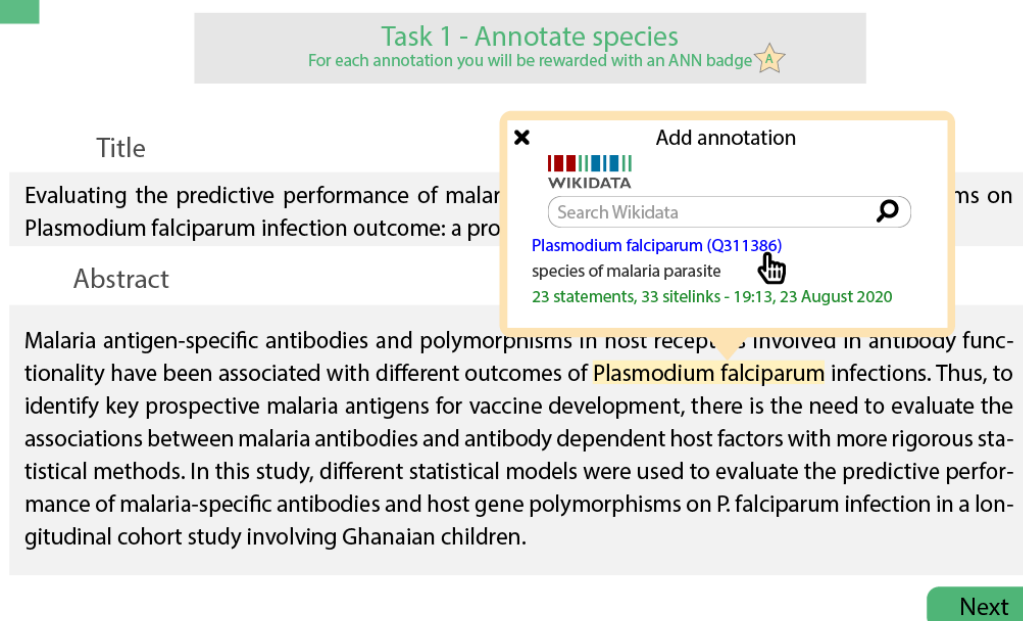 Task 1 - Annotate species
For each annotation you will be rewarded with an ANN badge A
Title
Evaluating the predictive performance of
Plasmodium falciparum infection outcome: a
ms on
Add annotation
WIKIDATA
Search Wikidata
Plasmodium falciparum (Q311386)
species of malaria parasite
23 statements, 33 sitelinks - 19:13, 23 August 2020
Abstract
Malaria antigen-specific antibodies and polymorphisms in host involved in antibody func-
tionality have been associated with different outcomes of Plasmodium falciparum infections. Thus, to
identify key prospective malaria antigens for vaccine development, there is the need to evaluate the
associations between malaria antibodies and antibody dependent host factors with more rigorous sta-
tistical methods. In this study, different statistical models were used to evaluate the predictive perfor-
mance of malaria-specific antibodies and host gene polymorphisms on P. falciparum infection in a lon-
gitudinal cohort study involving Ghanaian children.
Next